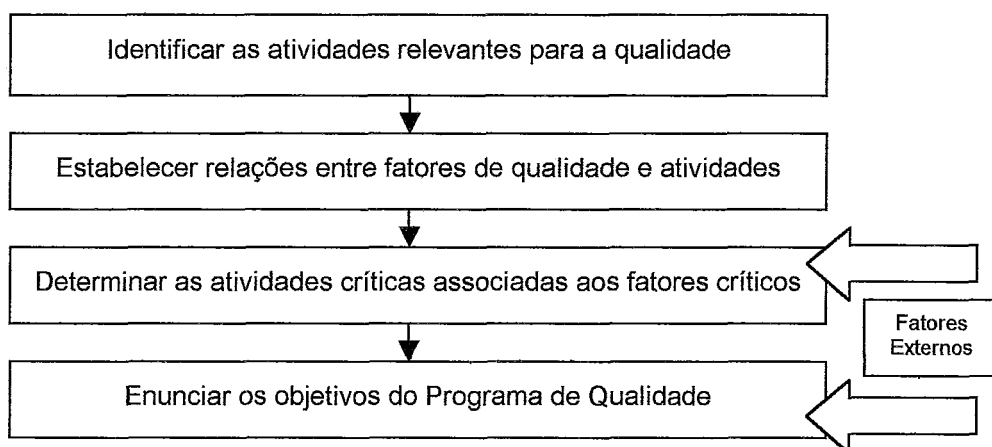 Identificar as atividades relevantes para a qualidade
Estabelecer relações entre fatores de qualidade e atividades
Determinar as atividades críticas associadas aos fatores críticos
Fatores
Externos
Enunciar os objetivos do Programa de Qualidade